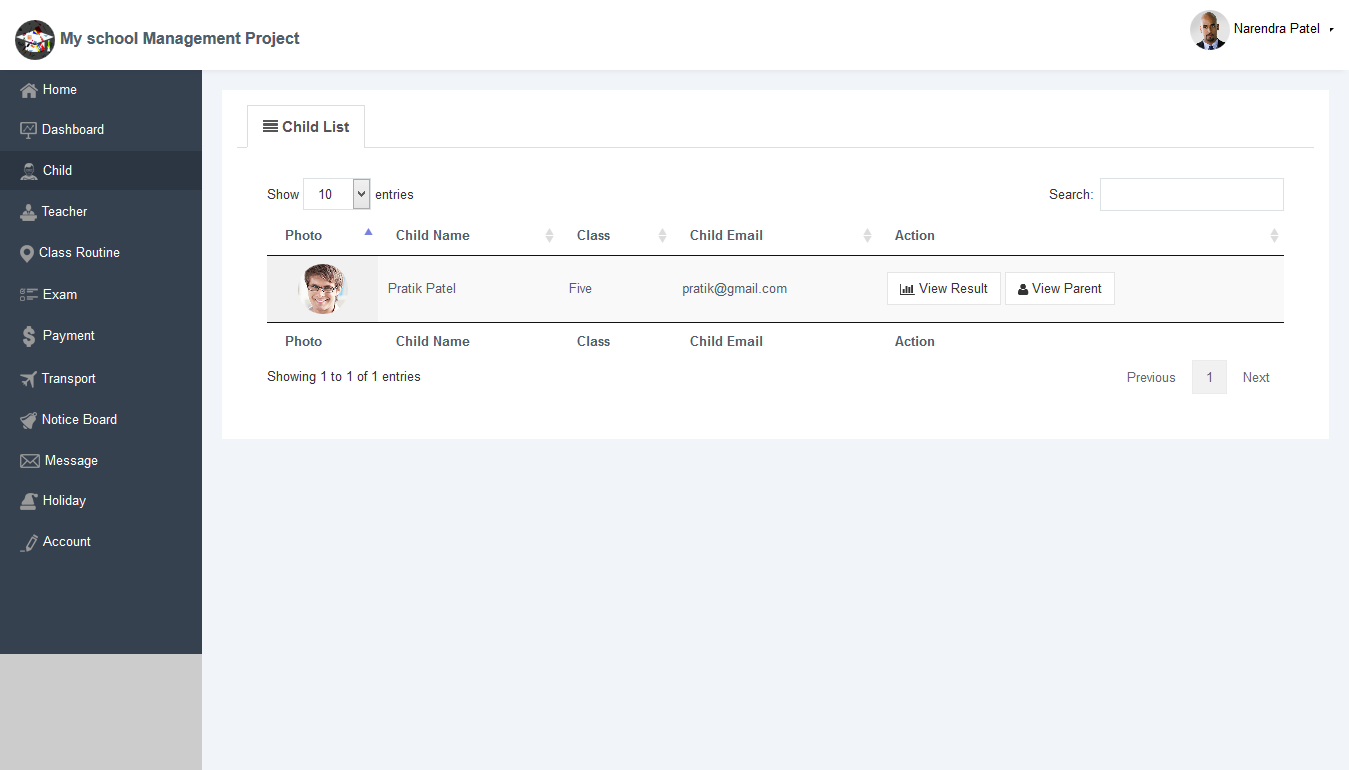 My school Management Project
Narendra Patel
Home
Dashboard
Child
Teacher
Class Routine
Exam
Payment
Transport
Notice Board
Message
Holiday
Account
Child List
Show 10 entries
Search:
Photo Child Name Class Child Email Action
Pratik Patel Five pratik@gmail.com View Result View Parent
Photo Child Name Class Child Email Action
Showing 1 to 1 of 1 entries
Previous 1 Next